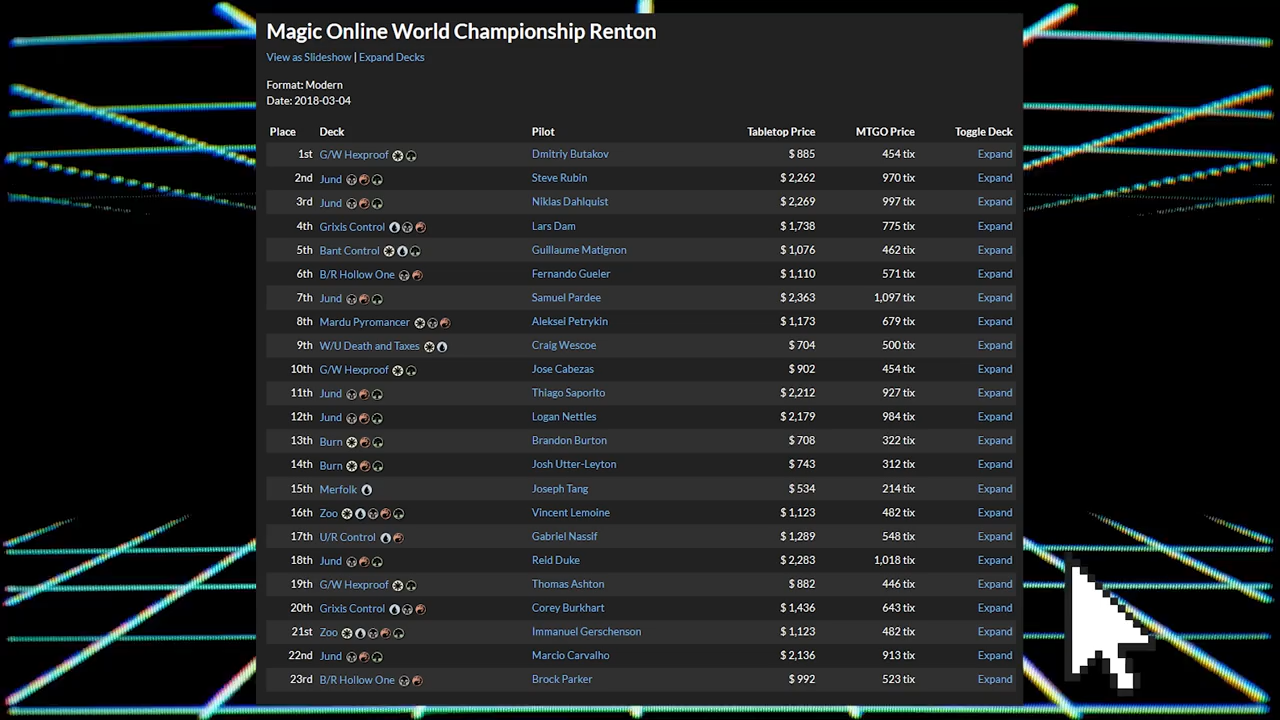 Magic Online World Championship Renton
View as Slideshow | Expand Decks
Format: Modern
Date: 2018-03-04
Place Deck Pilot Tabletop Price MTGO Price Toggle Deck
1st G/W Hexproof Dmitriy Butakov $ 885 454 tix Expand
2nd Jund Steve Rubin $ 2,262 970 tix Expand
3rd Jund Niklas Dahlquist $ 2,297 997 tix Expand
4th Grixis Control Lars Dam $ 1,738 775 tix Expand
5th Bant Control Guillaume Matignon $ 1,076 462 tix Expand
6th B/R Hollow One Fernando Gueler $ 1,110 571 tix Expand
7th Jund Samuel Pardee $ 2,363 1,097 tix Expand
8th Mardu Pyromancer Aleksei Petrykin $ 1,173 679 tix Expand
9th W/U Death and Taxes Craig Wescoe $ 704 500 tix Expand
10th G/W Hexproof Jose Cabezas $ 902 454 tix Expand
11th Jund Thiago Saporito $ 2,212 927 tix Expand
12th Jund Logan Nettles $ 2,179 984 tix Expand
13th Burn Brandon Burton $ 708 322 tix Expand
14th Burn Josh Utter-Leyton $ 743 312 tix Expand
15th Merfolk Joseph Tang $ 534 214 tix Expand
16th Zoo Vincent Lemoine $ 1,123 482 tix Expand
17th U/R Control Gabriel Nassif $ 1,289 548 tix Expand
18th Jund Reid Duke $ 2,283 1,018 tix Expand
19th G/W Hexproof Thomas Ashton $ 882 446 tix Expand
20th Grixis Control Corey Burkhart $ 1,436 643 tix Expand
21st Zoo Immanuel Gerschenson $ 1,123 482 tix Expand
22nd Jund Marcio Carvalho $ 2,136 913 tix Expand
23rd B/R Hollow One Brock Parker $ 992 523 tix Expand